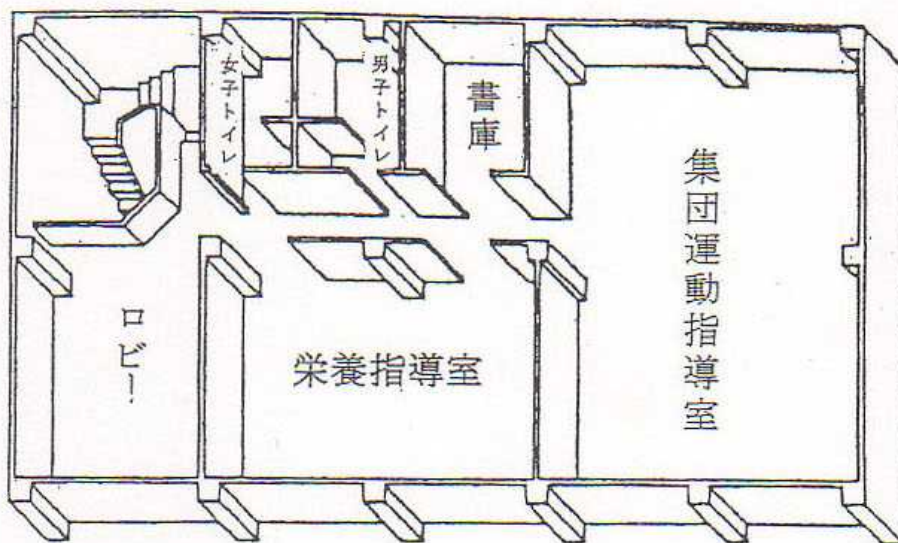 女子トイレ
男子トイレ
書庫
集団運動指導室
ロビー
栄養指導室